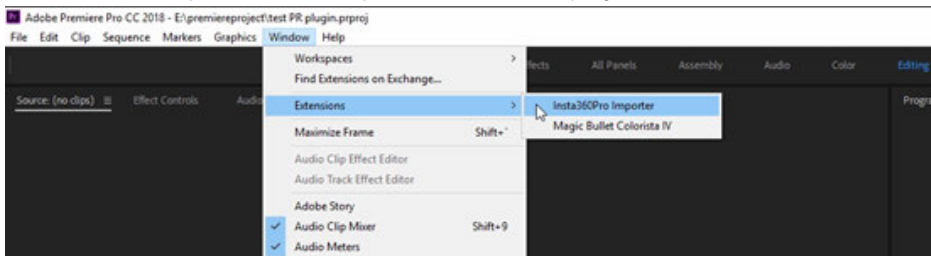 Adobe Premiere Pro CC 2018 - E:\premiereproject\test PR plugin.prproj
File Edit Clip Sequence Markers Graphics Window Help
Workspaces >
ffects All Panels Assembly Audio Color Editing
Find Extensions on Exchange...
Source: (no clips) Effect Controls Audio
Extensions >
Insta360Pro Importer
Progra
Magic Bullet Colorista IV
Maximize Frame Shift+`
Audio Clip Effect Editor
Audio Track Effect Editor
Adobe Story
Audio Clip Mixer Shift+9
Audio Meters